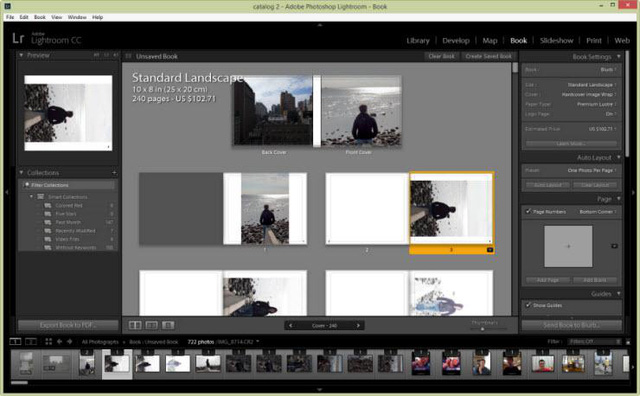 catalog 2 - Adobe Photoshop Lightroom - Book
File Edit Book View Window Help
Lr Adobe Lightroom CC
Library | Develop | Map | Book | Slideshow | Print | Web
Preview
Unsaved Book
Clear Book
Create Saved Book
Book Settings
Standard Landscape
10 x 8 in (25 x 20 cm)
240 pages - US $102.71
Back Cover
Front Cover
Book : Blurb
Size : Standard Landscape
Cover : Hardcover Image Wrap
Paper Type: Premium Lustre
Logo Page: On
Estimated Price: US $102.71
Learn More...
Auto Layout
Preset: One Photo Per Page
Auto Layout
Clear Layout
Page
Page Numbers
Bottom Corner
Add Page
Add Blank
Guides
Show Guides
Collections
Filter Collections
Smart Collections
Colored Red
Five Stars
Past Month
Recently Modified
Video Files
Without Keywords
1
2
3
Export Book to PDF...
Cover - 240
Thumbnails
Send Book to Blurb...
All Photographs
Book : Unsaved Book
722 photos
/IMG_8714.CR2
Filter :
Filters Off